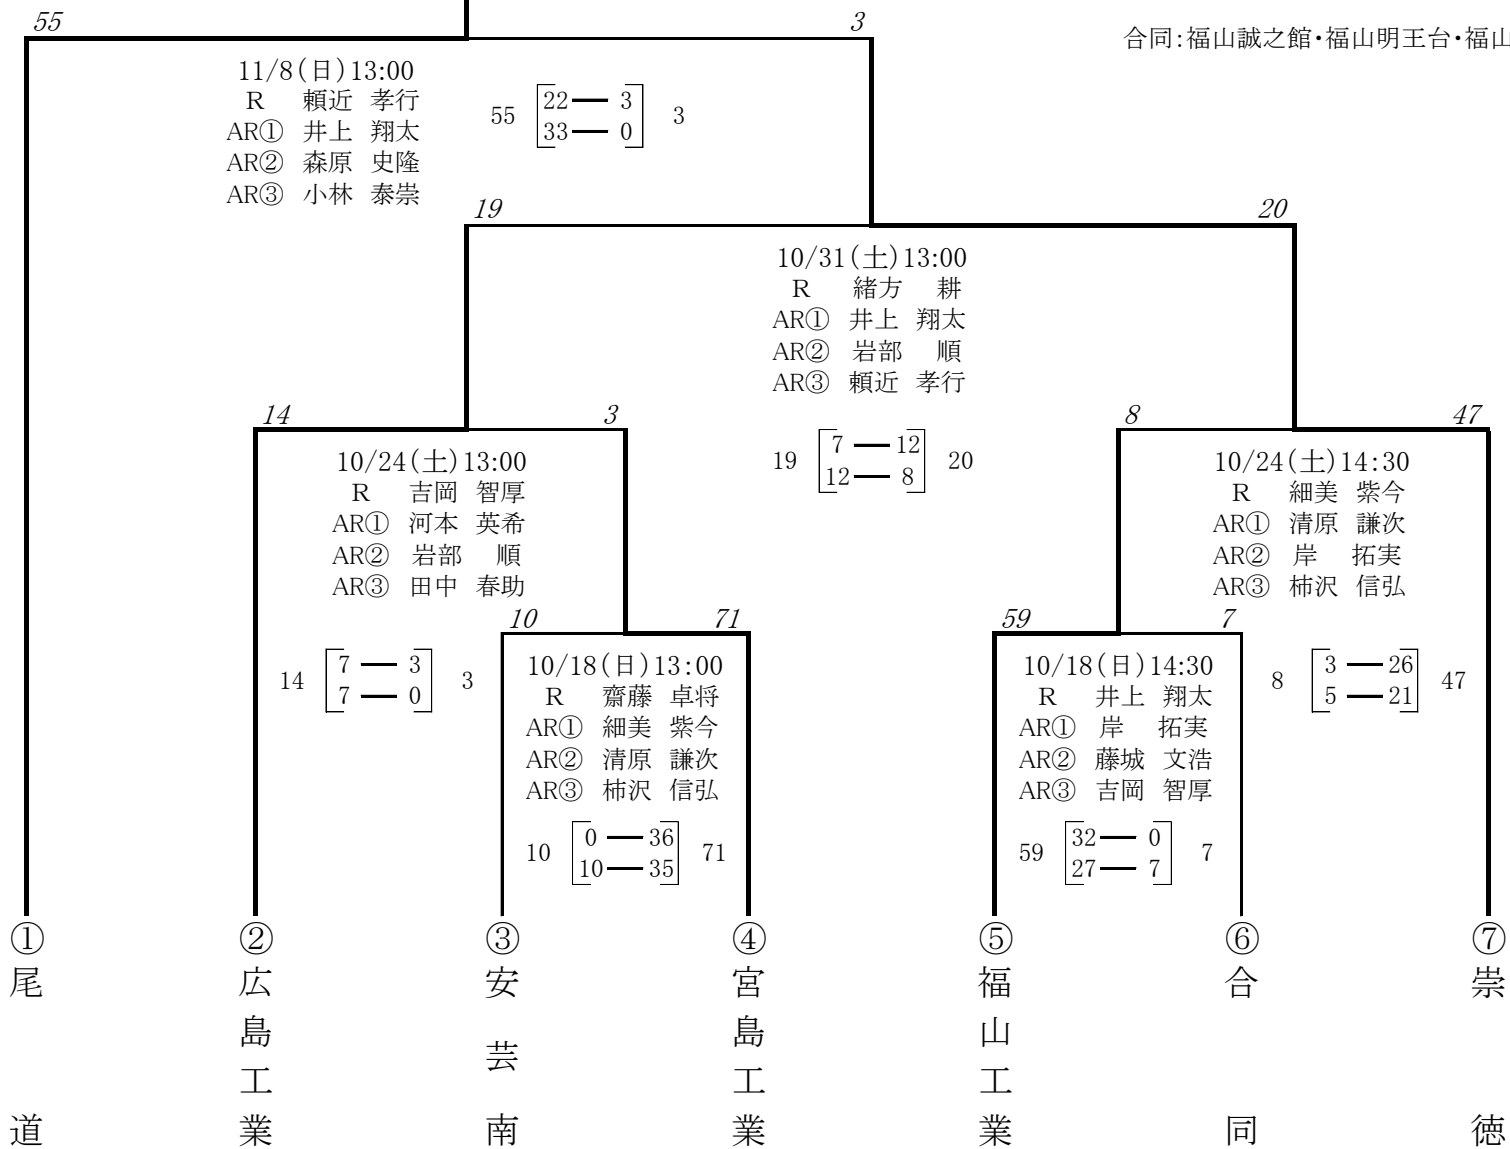 55
3
合同:福山誠之館・福山明王台・福山
11/8(日)13:00
R 頼近 孝行
AR① 井上 翔太
AR② 森原 史隆
AR③ 小林 泰崇
55 22 3 3
33 0
19
20
10/31(土)13:00
R 緒方 耕
AR① 井上 翔太
AR② 岩部 順
AR③ 頼近 孝行
19 7 12 20
12 8
14
3
10/24(土)13:00
R 吉岡 智厚
AR① 河本 英希
AR② 岩部 順
AR③ 田中 春助
14 7 3 3
7 0
8
47
10/24(土)14:30
R 細美 紫今
AR① 清原 謙次
AR② 岸 拓実
AR③ 柿沢 信弘
8 3 26 47
5 21
10
71
10/18(日)13:00
R 齋藤 卓将
AR① 細美 紫今
AR② 清原 謙次
AR③ 柿沢 信弘
10 0 36 71
10 35
59
7
10/18(日)14:30
R 井上 翔太
AR① 岸 拓実
AR② 藤城 文浩
AR③ 吉岡 智厚
59 32 0 7
27 7
①尾道
②広島工業
③安芸南
④宮島工業
⑤福山工業
⑥合同
⑦崇徳